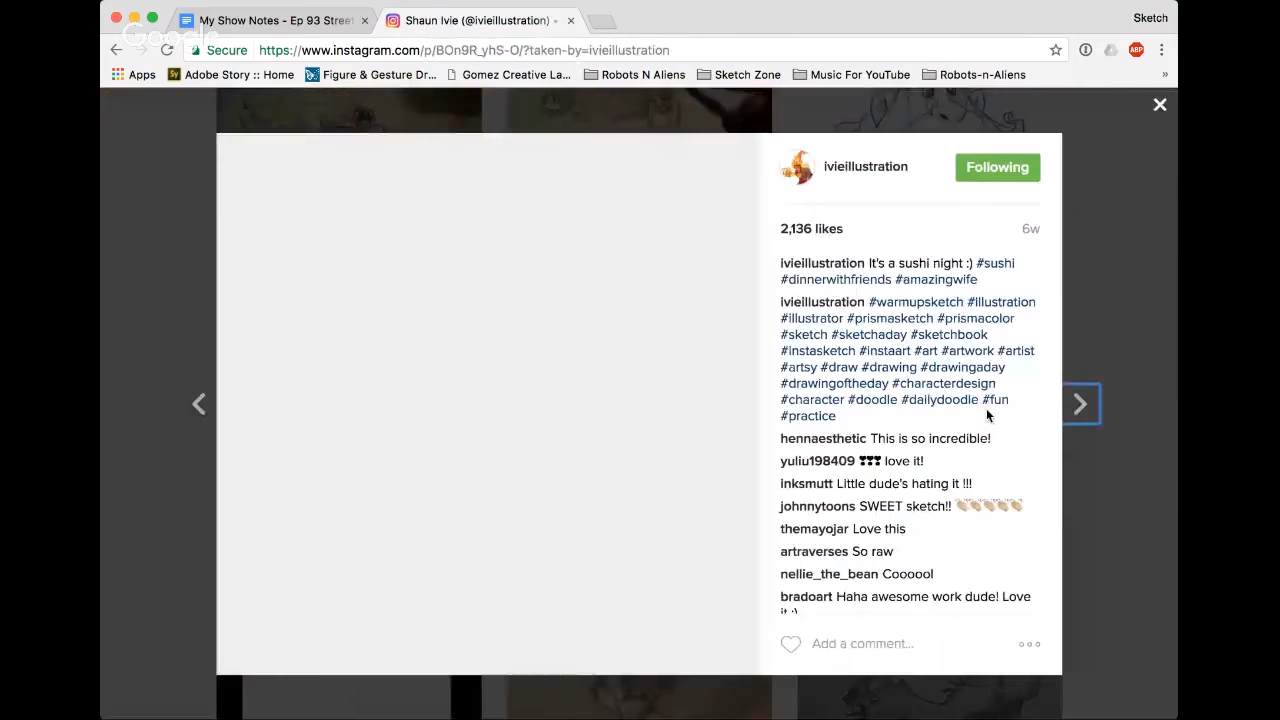 My Show Notes - Ep 93 Street
Shaun Ivie (@ivieillustration) •
Sketch
Google
Secure
https://www.instagram.com/p/BOn9R_yhS-O/?taken-by=ivieillustration
ABP
Apps
Sy Adobe Story :: Home
Figure & Gesture Dr...
Gomez Creative La...
Robots N Aliens
Sketch Zone
Music For YouTube
Robots-n-Aliens
»
ivieillustration
Following
2,136 likes
6w
ivieillustration It's a sushi night :) #sushi
#dinnerwithfriends #amazingwife
ivieillustration #warmupsketch #illustration
#illustrator #prismasketch #prismacolor
#sketch #sketchaday #sketchbook
#instasketch #instaart #art #artwork #artist
#artsy #draw #drawing #drawingaday
#drawingoftheday #characterdesign
#character #doodle #dailydoodle #fun
#practice
hennaesthetic This is so incredible!
yuliu198409 ❣❣❣ love it!
inksmutt Little dude's hating it !!!
johnnytoons SWEET sketch!! 👏🏼👏🏼👏🏼👏🏼👏🏼
themayojar Love this
artraverses So raw
nellie_the_bean Coooool
bradoart Haha awesome work dude! Love
it :)
Add a comment...